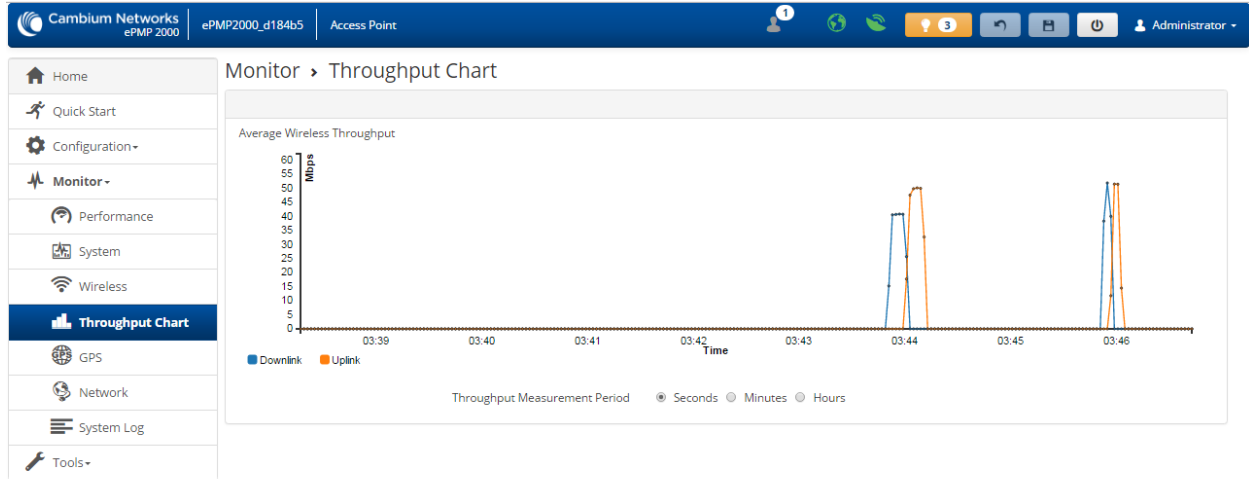 Cambium Networks
ePMP 2000
ePMP2000_d184b5
Access Point
1
3
Administrator
Home
Quick Start
Configuration
Monitor
Performance
System
Wireless
Throughput Chart
GPS
GPS
Network
System Log
Tools
Monitor › Throughput Chart
Average Wireless Throughput
Mbps
60
55
50
45
40
35
30
25
20
15
10
5
0
03:39 03:40 03:41 03:42 03:43 03:44 03:45 03:46
Time
Downlink Uplink
Throughput Measurement Period Seconds Minutes Hours